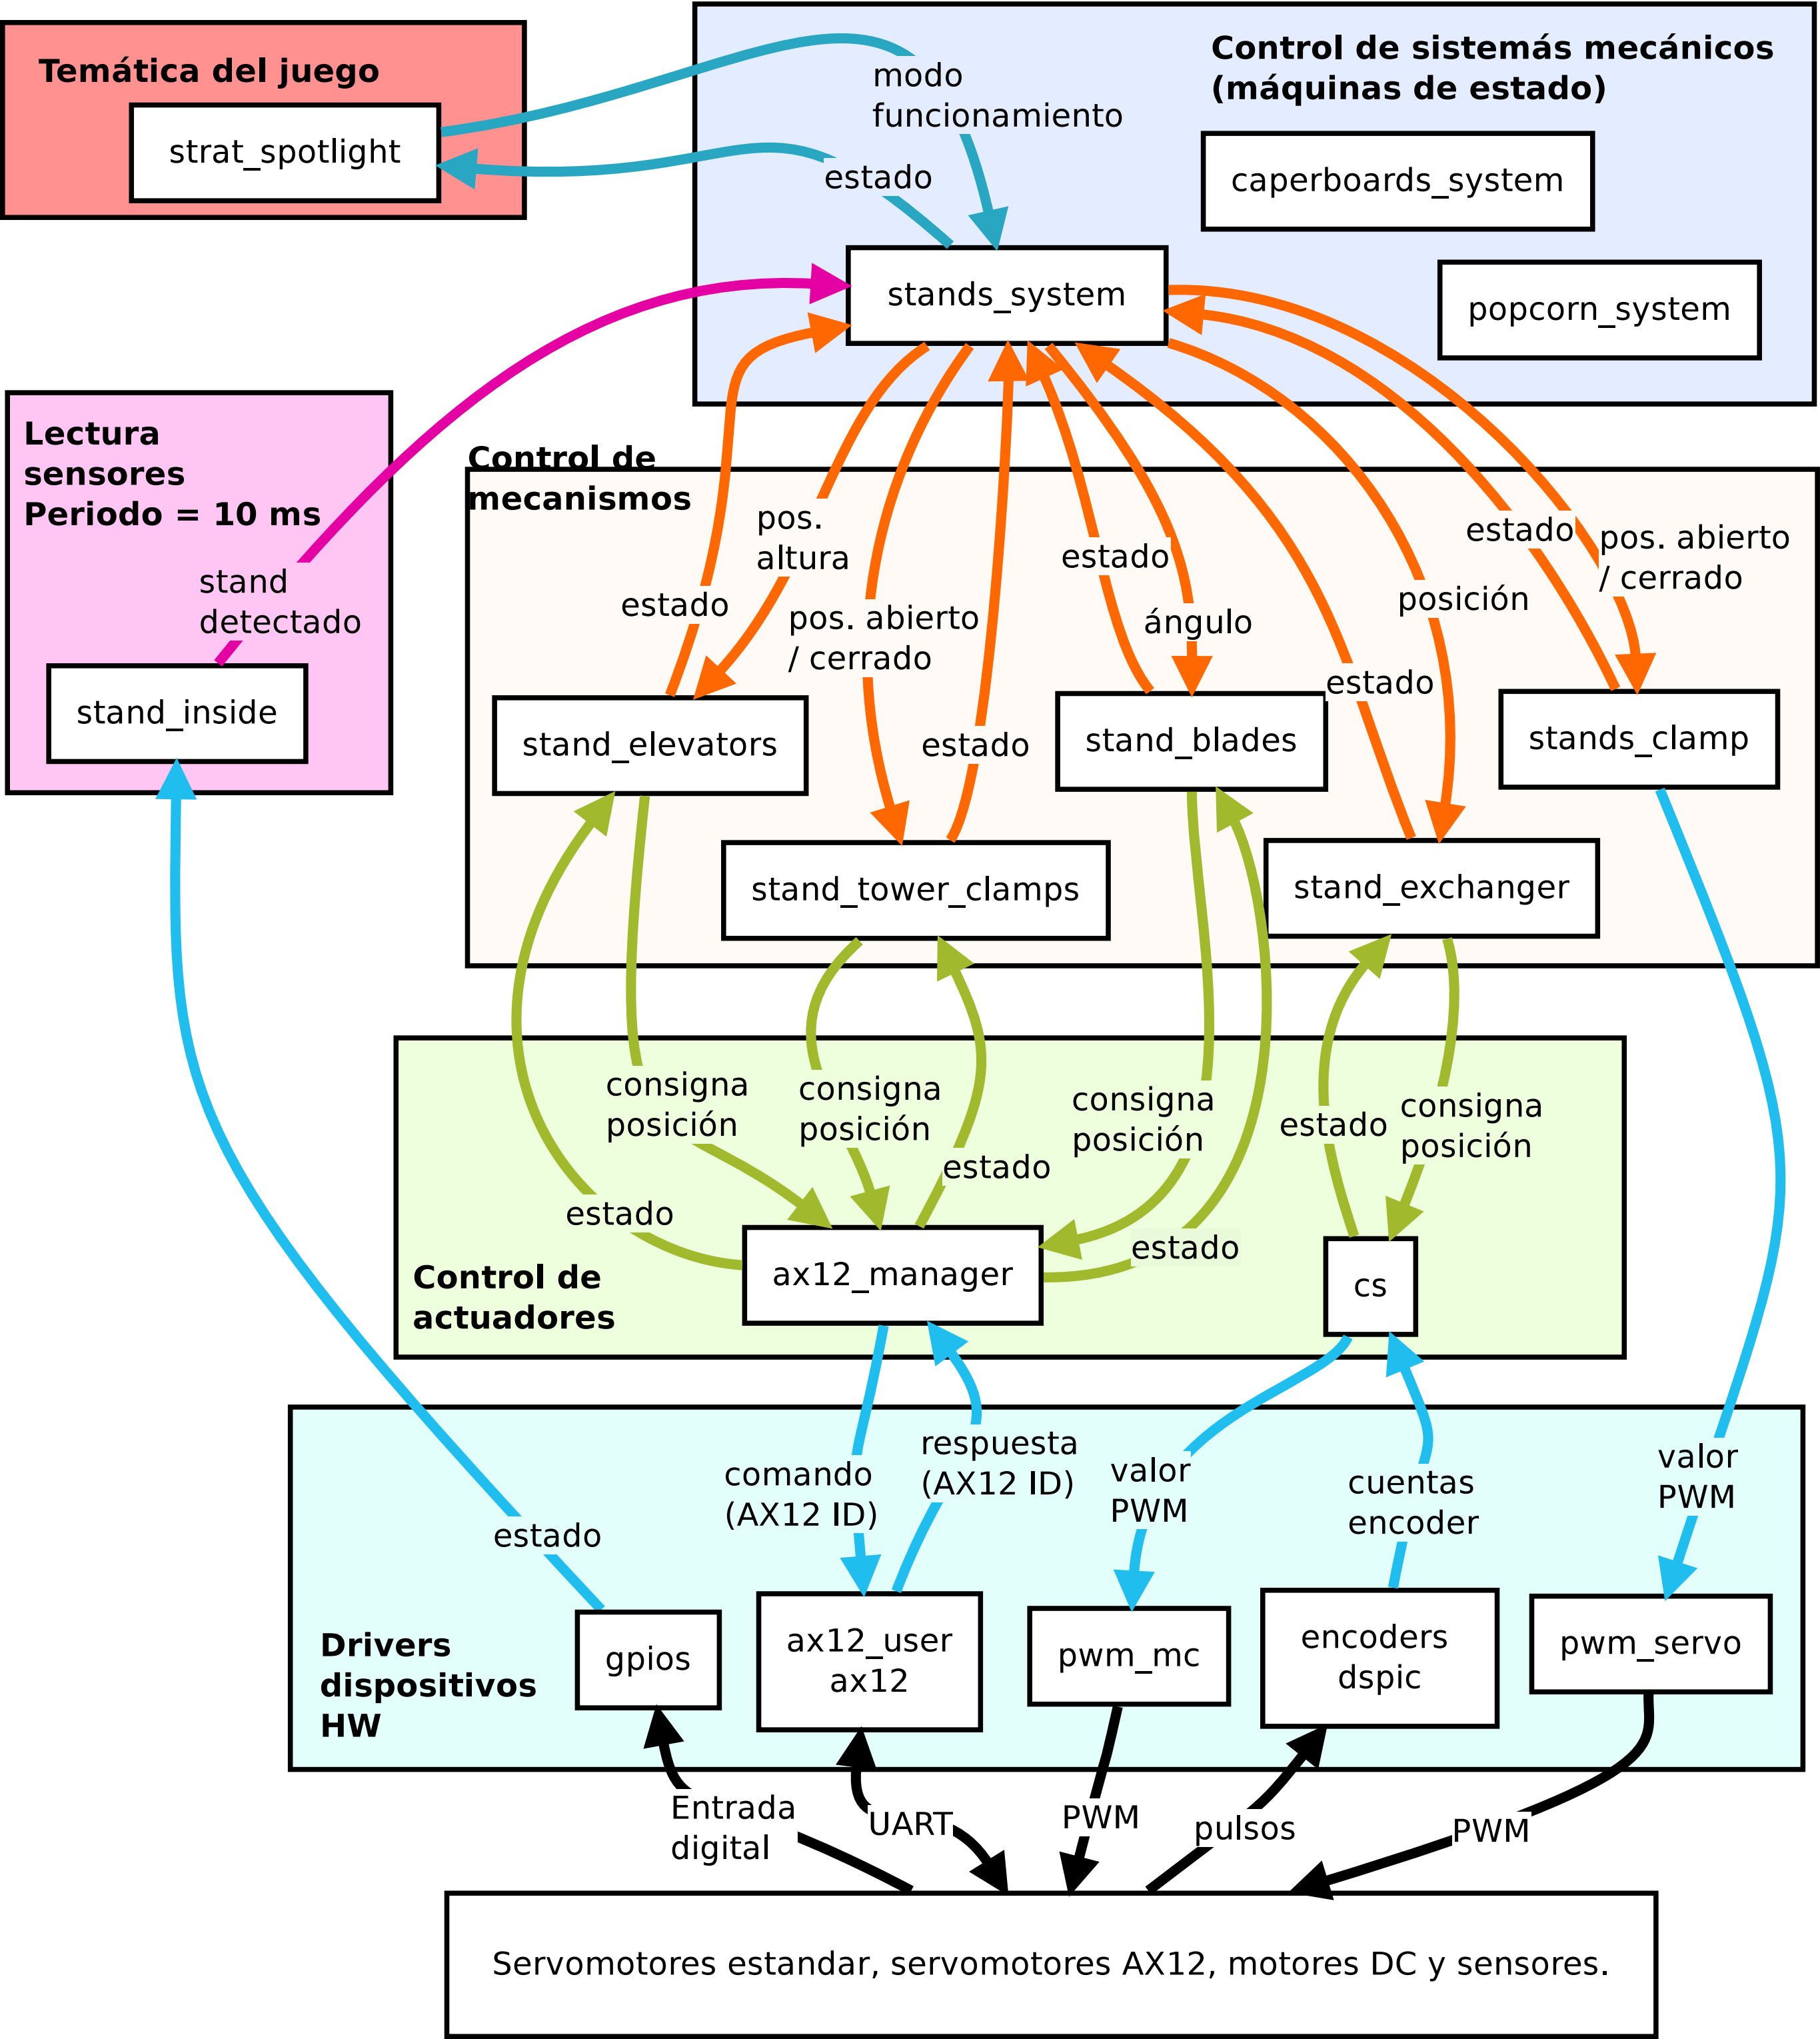 Temática del juego
strat_spotlight
Control de sistemás mecánicos
(máquinas de estado)
modo
funcionamiento
estado
caperboards_system
stands_system
popcorn_system
Lectura
sensores
Periodo = 10 ms
stand
detectado
stand_inside
Control de
mecanismos
pos.
altura
estado
pos. abierto
/ cerrado
estado
estado
ángulo
estado
posición
estado
pos. abierto
/ cerrado
stand_elevators
stand_blades
stands_clamp
stand_tower_clamps
stand_exchanger
consigna
posición
consigna
posición
estado
consigna
posición
estado
consigna
posición
estado
estado
Control de
actuadores
ax12_manager
cs
comando
(AX12 ID)
respuesta
(AX12 ID)
valor
PWM
cuentas
encoder
valor
PWM
estado
Drivers
dispositivos
HW
gpios
ax12_user
ax12
pwm_mc
encoders
dspic
pwm_servo
Entrada
digital
UART
PWM
pulsos
PWM
Servomotores estandar, servomotores AX12, motores DC y sensores.